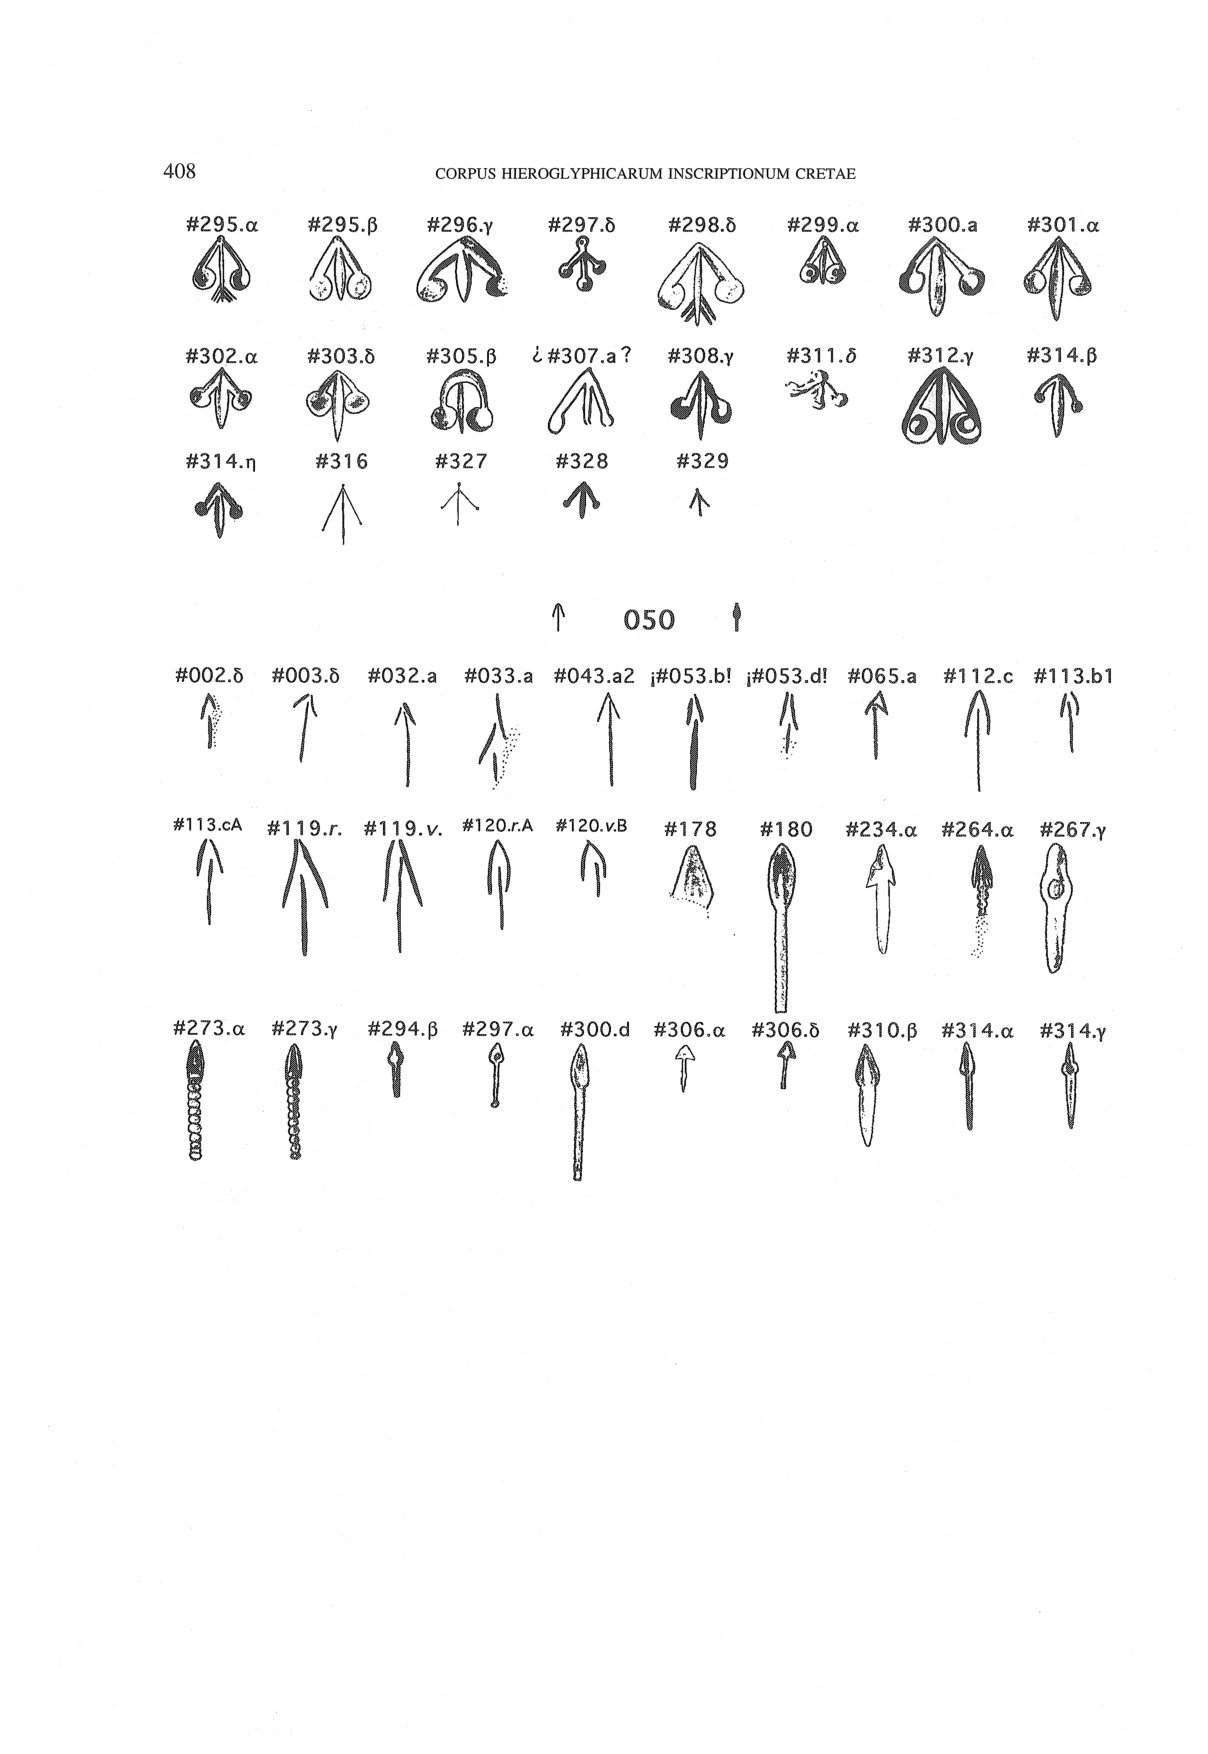 408 CORPUS HIEROGLYPHICARUM INSCRIPTIONUM CRETAE
#295.α #295.β #296.γ #297.δ #298.δ #299.α #300.a #301.α
#302.α #303.δ #305.β ¿#307.a? #308.γ #311.δ #312.γ #314.β
#314.η #316 #327 #328 #329
050
#002.δ #003.δ #032.a #033.a #043.a2 ¡#053.b! ¡#053.d! #065.a #112.c #113.b1
#113.cA #119.r. #119.v. #120.r.A #120.v.B #178 #180 #234.α #264.α #267.γ
#273.α #273.γ #294.β #297.α #300.d #306.α #306.δ #310.β #314.α #314.γ